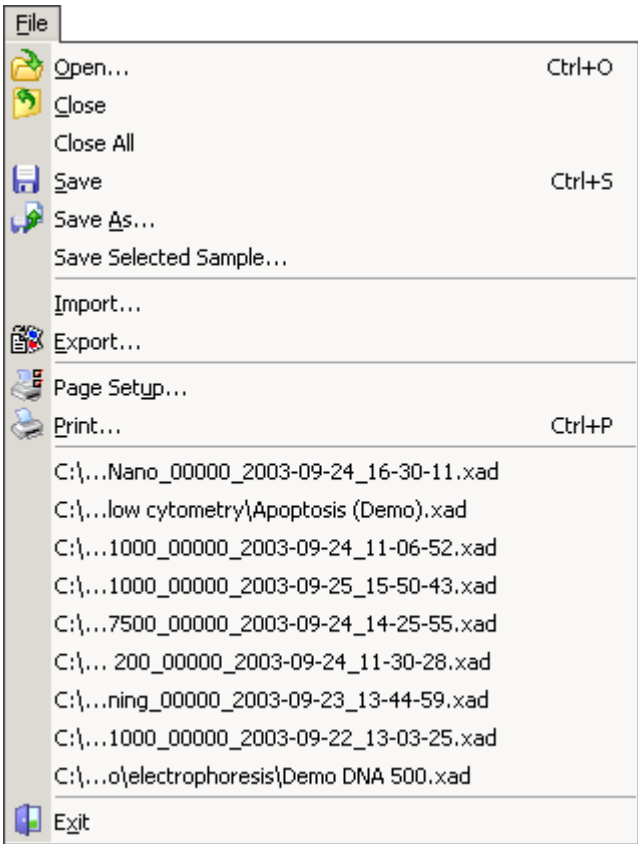 File
Open... Ctrl+O
Close
Close All
Save Ctrl+S
Save As...
Save Selected Sample...
Import...
Export...
Page Setup...
Print... Ctrl+P
C:\...Nano_00000_2003-09-24_16-30-11.xad
C:\...low cytometry\Apoptosis (Demo).xad
C:\...1000_00000_2003-09-24_11-06-52.xad
C:\...1000_00000_2003-09-25_15-50-43.xad
C:\...7500_00000_2003-09-24_14-25-55.xad
C:\... 200_00000_2003-09-24_11-30-28.xad
C:\...ning_00000_2003-09-23_13-44-59.xad
C:\...1000_00000_2003-09-22_13-03-25.xad
C:\...o\electrophoresis\Demo DNA 500.xad
Exit